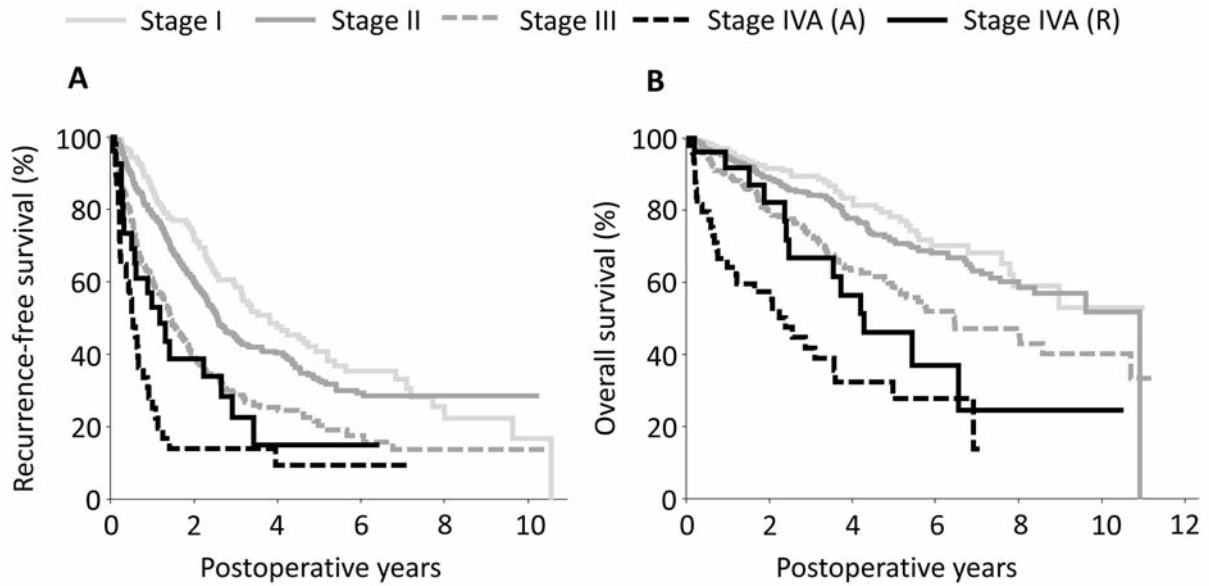 Stage I Stage II Stage III Stage IVA (A) Stage IVA (R)
A
Recurrence-free survival (%)
100
80
60
40
20
0
0 2 4 6 8 10
Postoperative years
B
Overall survival (%)
100
80
60
40
20
0
0 2 4 6 8 10 12
Postoperative years